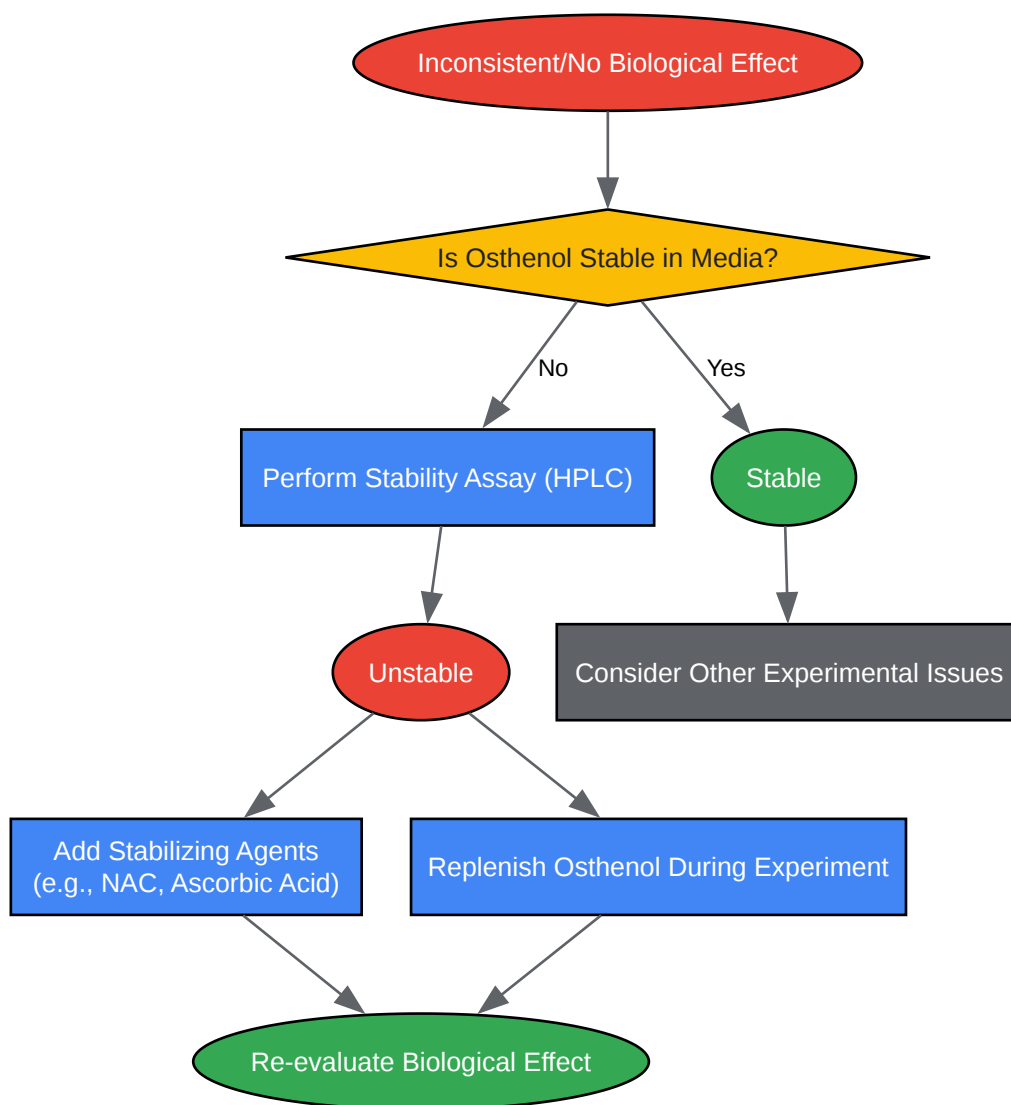 Inconsistent/No Biological Effect
Is Osthenol Stable in Media?
No
Yes
Perform Stability Assay (HPLC)
Stable
Unstable
Consider Other Experimental Issues
Add Stabilizing Agents
(e.g., NAC, Ascorbic Acid)
Replenish Osthenol During Experiment
Re-evaluate Biological Effect